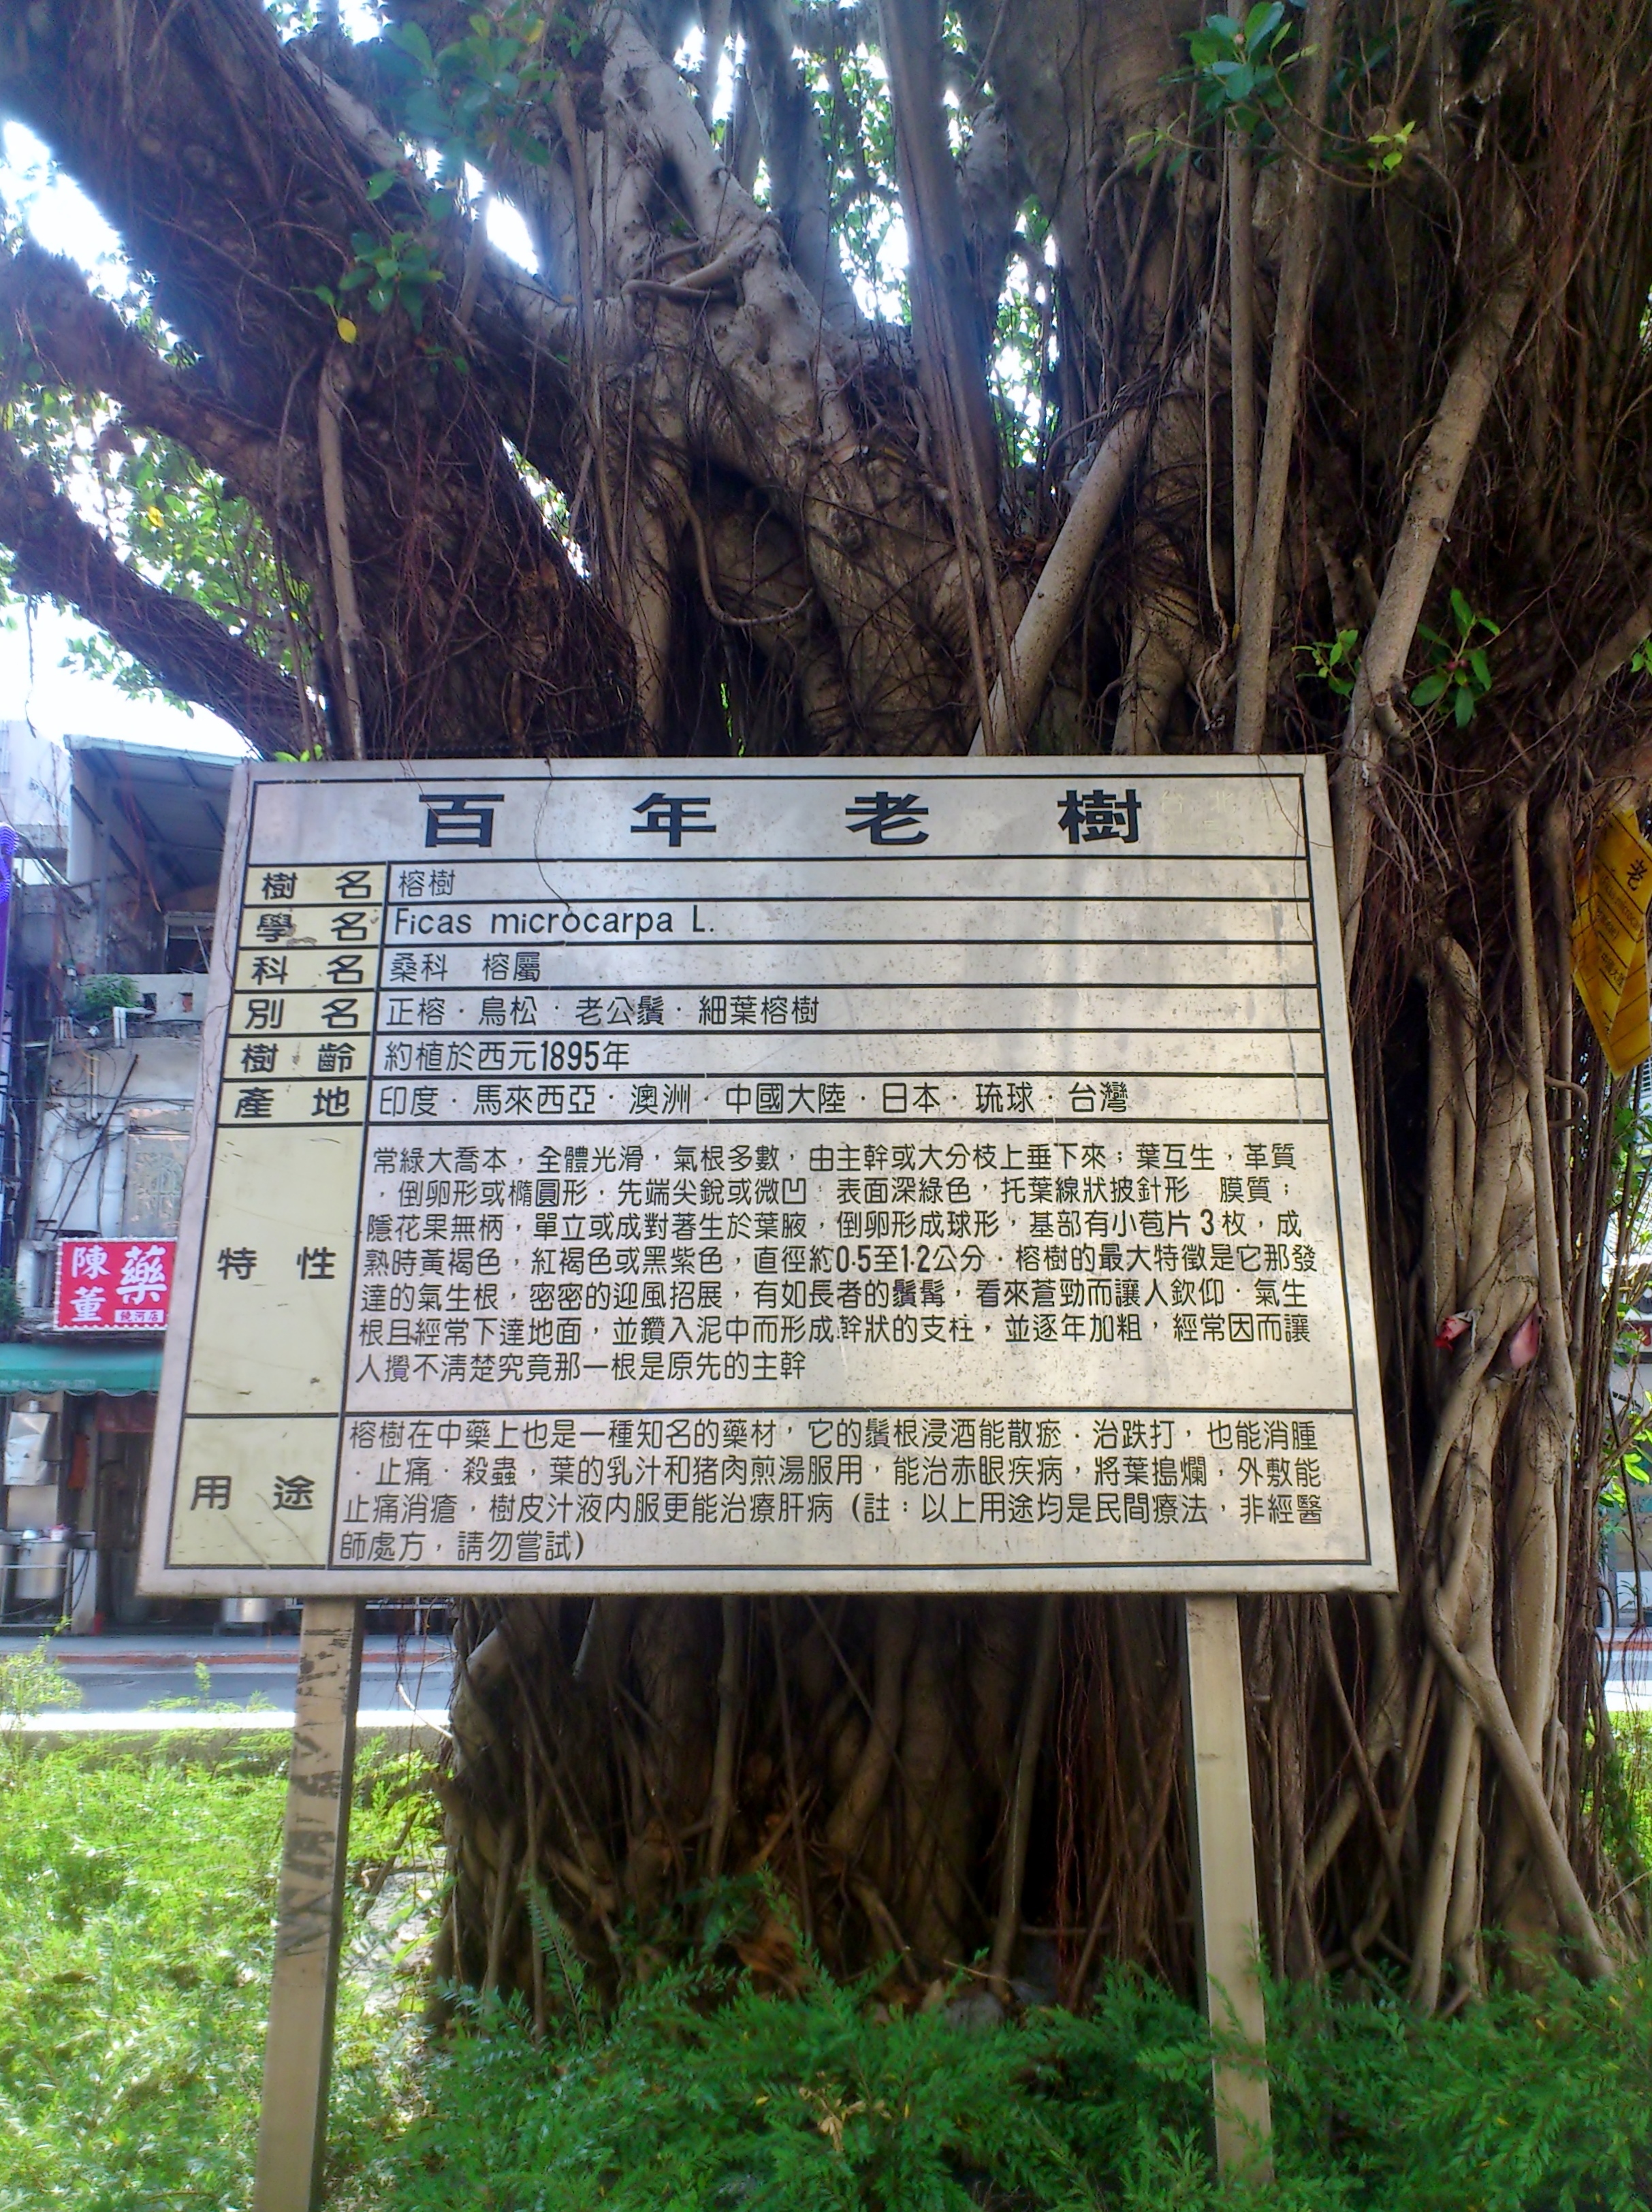 百年老樹
樹名 榕樹
學名 Ficas microcarpa L.
科名 桑科 榕屬
別名 正榕·鳥松·老公鬚·細葉榕樹
樹齡 約植於西元1895年
產地 印度·馬來西亞·澳洲·中國大陸·日本·琉球·台灣
特性
常綠大喬本，全體光滑，氣根多數，由主幹或大分枝上垂下來；葉互生，革質
，倒卵形或橢圓形·先端尖銳或微凹 表面深綠色，托葉線狀披針形 膜質；
隱花果無柄，單立或成對著生於葉腋，倒卵形成球形，基部有小苞片3枚，成
熟時黃褐色，紅褐色或黑紫色，直徑約0.5至1.2公分·榕樹的最大特徵是它那發
達的氣生根，密密的迎風招展，有如長者的鬚髯，看來蒼勁而讓人欽仰·氣生
根且經常下達地面，並鑽入泥中而形成幹狀的支柱，並逐年加粗，經常因而讓
人攪不淸楚究竟那一根是原先的主幹
用途
榕樹在中藥上也是一種知名的藥材，它的鬚根浸酒能散瘀·治跌打，也能消腫
·止痛·殺蟲，葉的乳汁和猪肉煎湯服用，能治赤眼疾病，將葉搗爛，外敷能
止痛消瘡，樹皮汁液內服更能治療肝病（註：以上用途均是民間療法，非經醫
師處方，請勿嘗試）
陳董
藥
饒河店
老